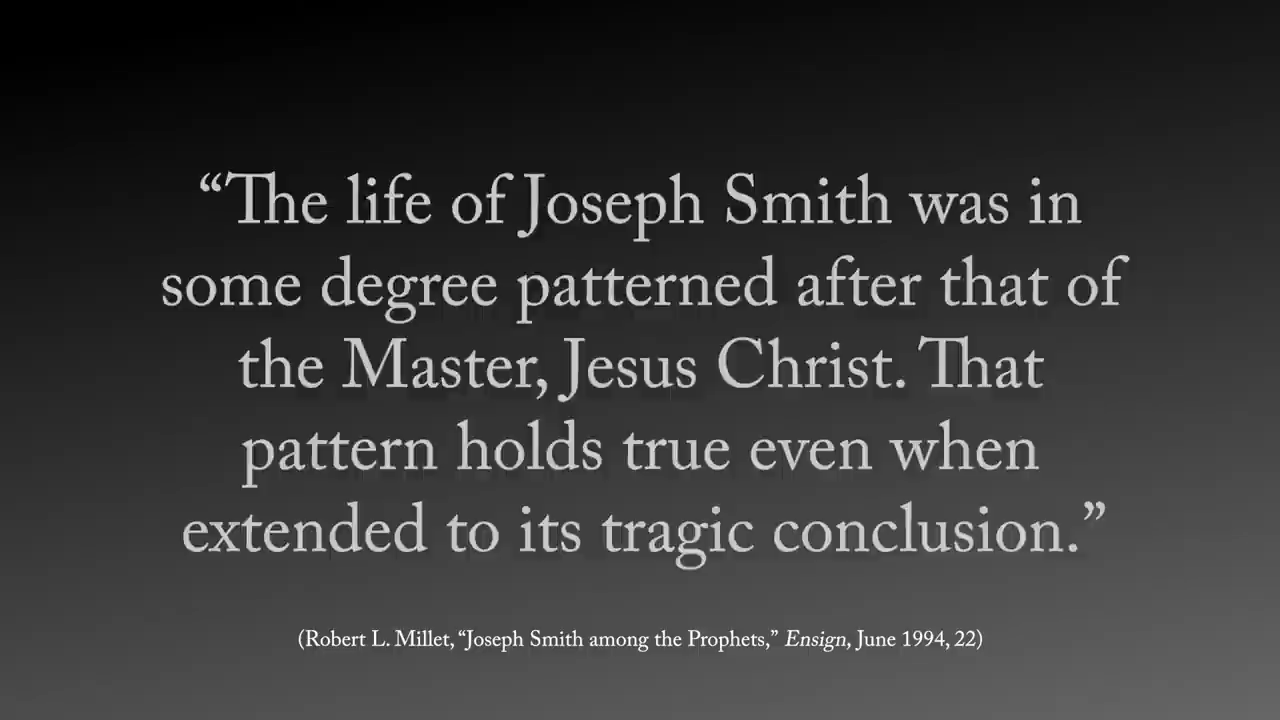 “The life of Joseph Smith was in
some degree patterned after that of
the Master, Jesus Christ. That
pattern holds true even when
extended to its tragic conclusion.”
(Robert L. Millet, “Joseph Smith among the Prophets,” Ensign, June 1994, 22)